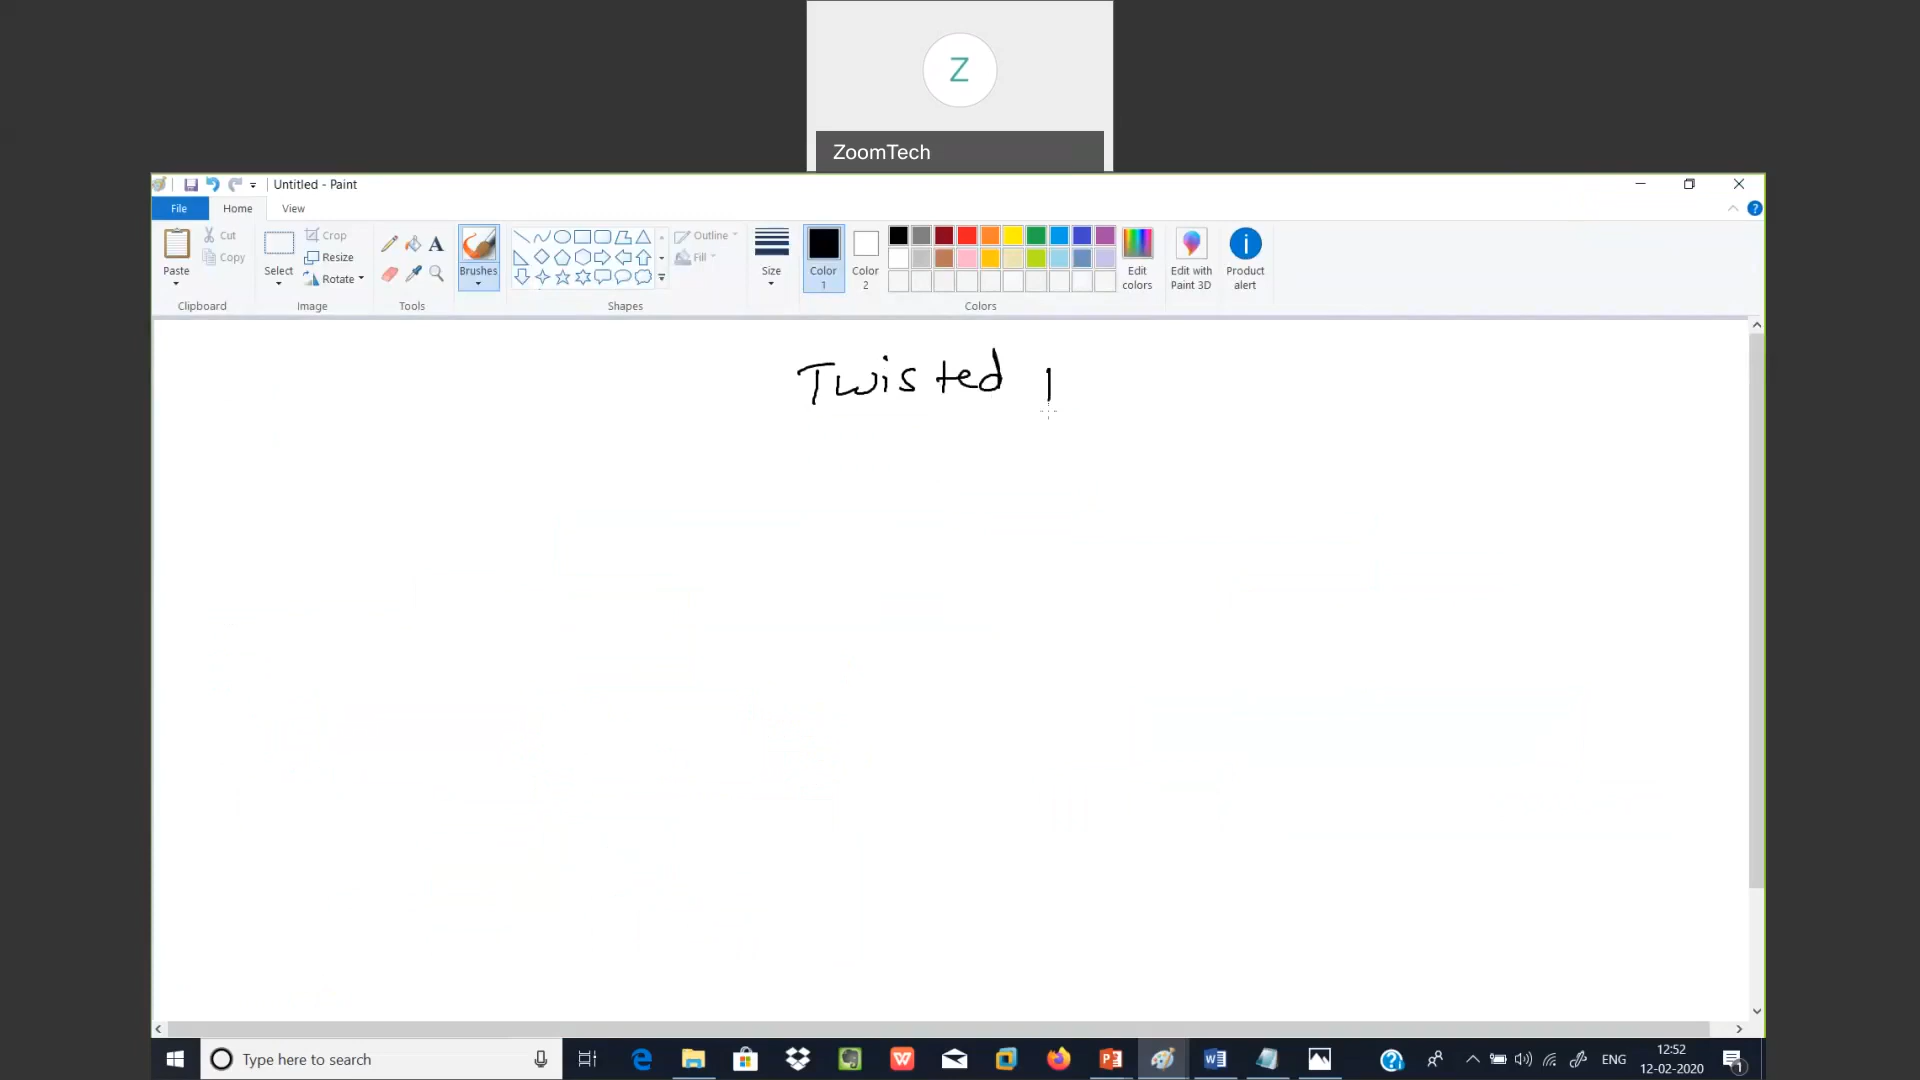 Z
ZoomTech
Untitled - Paint
File Home View
Paste
Cut
Copy
Clipboard
Select
Crop
Resize
Rotate
Image
A
Tools
Brushes
Shapes
Outline
Fill
Size
Color 1
Color 2
Edit colors
Colors
Edit with Paint 3D
Product alert
Twisted
Type here to search
ENG
12:52
12-02-2020
1